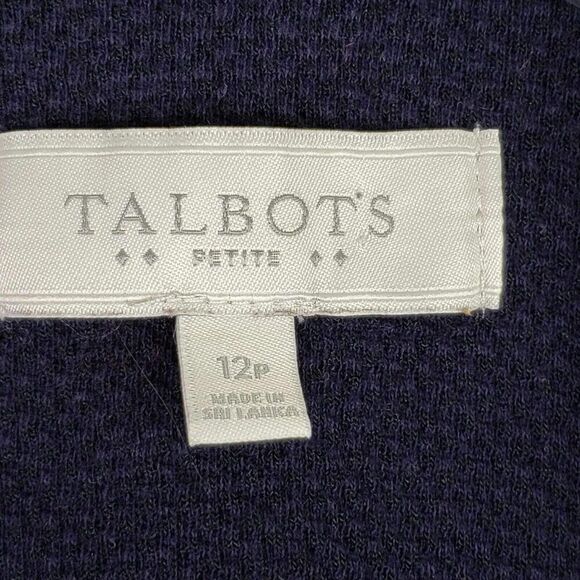 TALBOTS
PETITE
12P
MADE IN
SRI LANKA